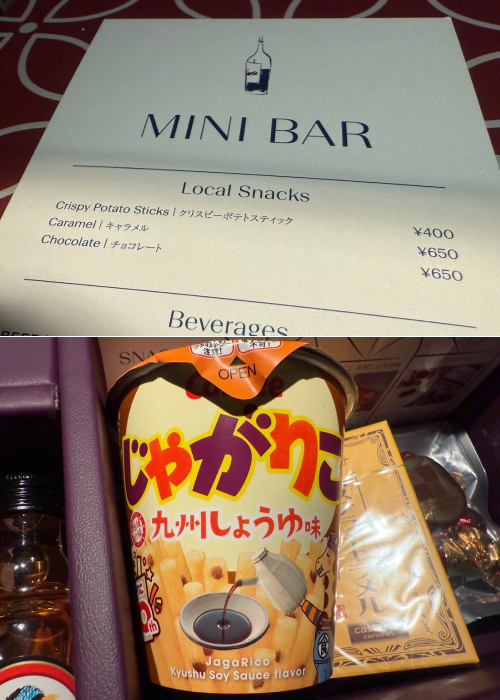 MINI BAR
Local Snacks
Crispy Potato Sticks | クリスピーポテトスティック ¥400
Caramel | キャラメル ¥650
Chocolate | チョコレート ¥650
Beverages
OPEN
じゃがりこ
九州しょうゆ味
JagaRico
Kyushu Soy Sauce flavor
caramel